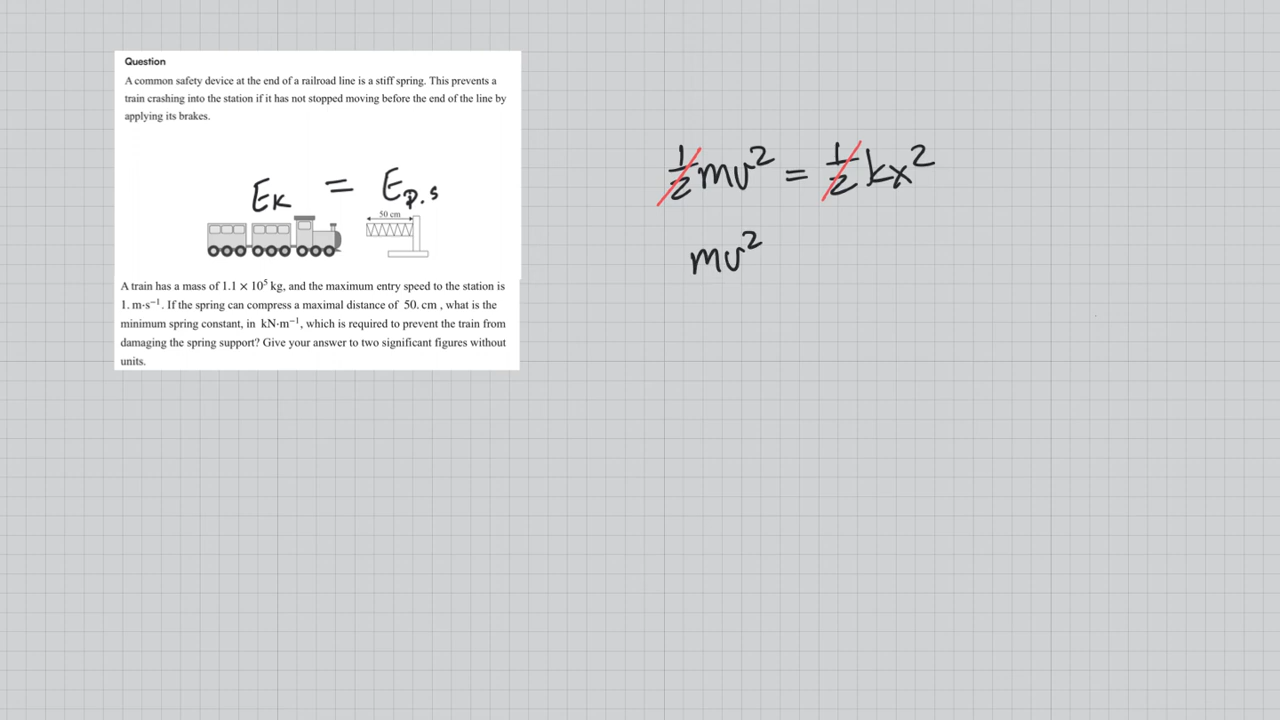 Question
A common safety device at the end of a railroad line is a stiff spring. This prevents a
train crashing into the station if it has not stopped moving before the end of the line by
applying its brakes.
E_K = E_{p.s}
50 cm
A train has a mass of 1.1 × 10⁵ kg, and the maximum entry speed to the station is
1. m·s⁻¹. If the spring can compress a maximal distance of 50. cm , what is the
minimum spring constant, in kN·m⁻¹, which is required to prevent the train from
damaging the spring support? Give your answer to two significant figures without
units.
½mv² = ½kx²
mv²